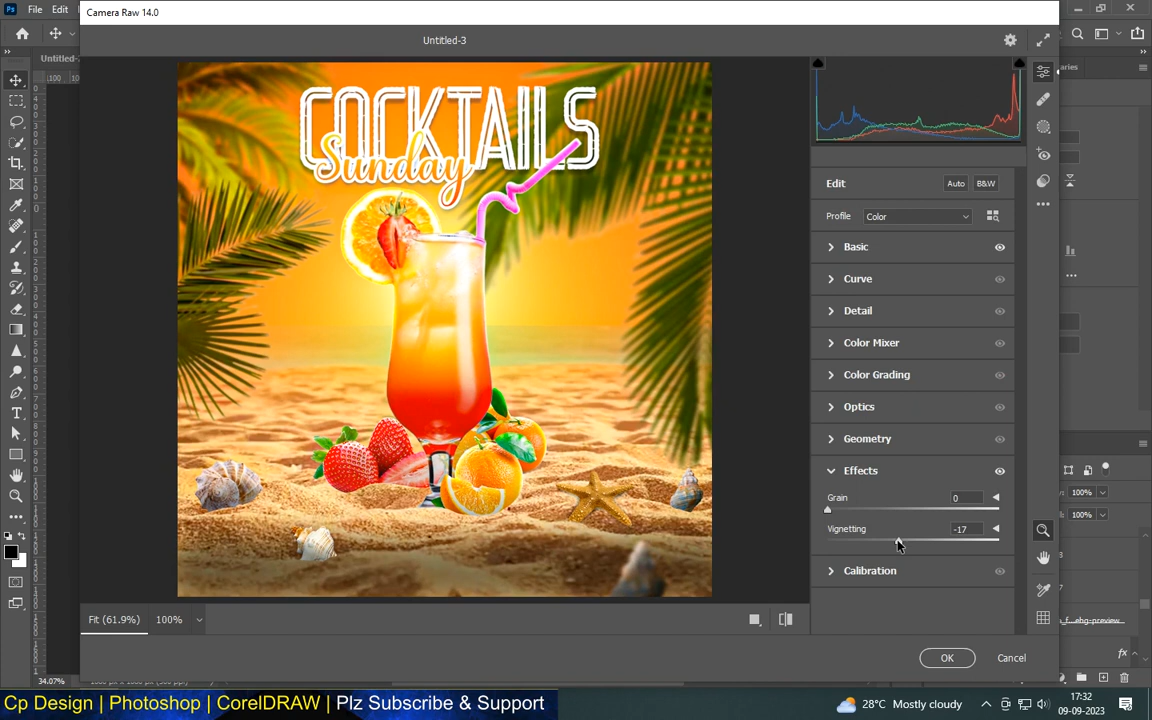 Camera Raw 14.0
File Edit
Untitled-3
Untitled-
COCKTAILS
Sunday
Edit Auto B&W
Profile Color
Basic
Curve
Detail
Color Mixer
Color Grading
Optics
Geometry
Effects
Grain 0
Vignetting -17
Calibration
Fit (61.9%) 100%
OK Cancel
100%
100%
fx
34.07%
Cp Design | Photoshop | CorelDRAW | Plz Subscribe & Support
28°C Mostly cloudy
17:32
09-09-2023